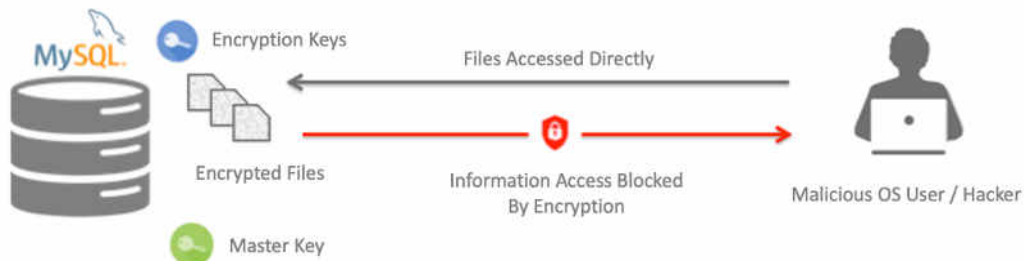 MySQL.
Encryption Keys
Files Accessed Directly
Encrypted Files
Information Access Blocked
By Encryption
Malicious OS User / Hacker
Master Key